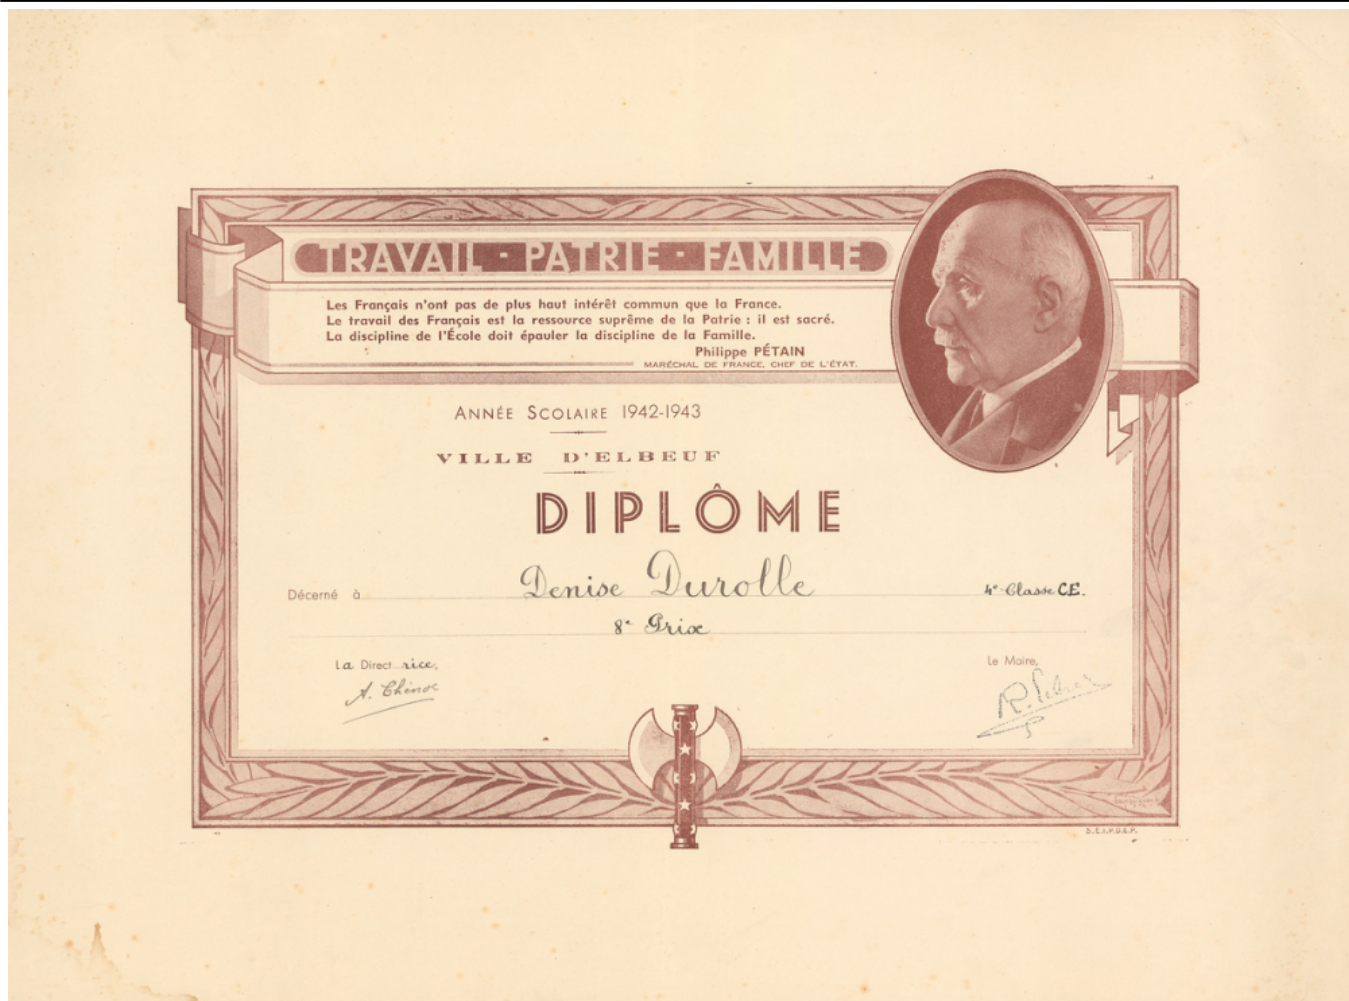 TRAVAIL - PATRIE - FAMILLE
Les Français n'ont pas de plus haut intérêt commun que la France.
Le travail des Français est la ressource suprême de la Patrie : il est sacré.
La discipline de l'École doit épauler la discipline de la Famille.
Philippe PÉTAIN
MARÉCHAL DE FRANCE, CHEF DE L'ÉTAT.
ANNÉE SCOLAIRE 1942-1943
VILLE D'ELBEUF
DIPLÔME
Décerné à Denise Durolle 4e Classe CE.
8e Prix
La Directrice, Le Maire,
A. R.
S.E.I.P.D.E.P.